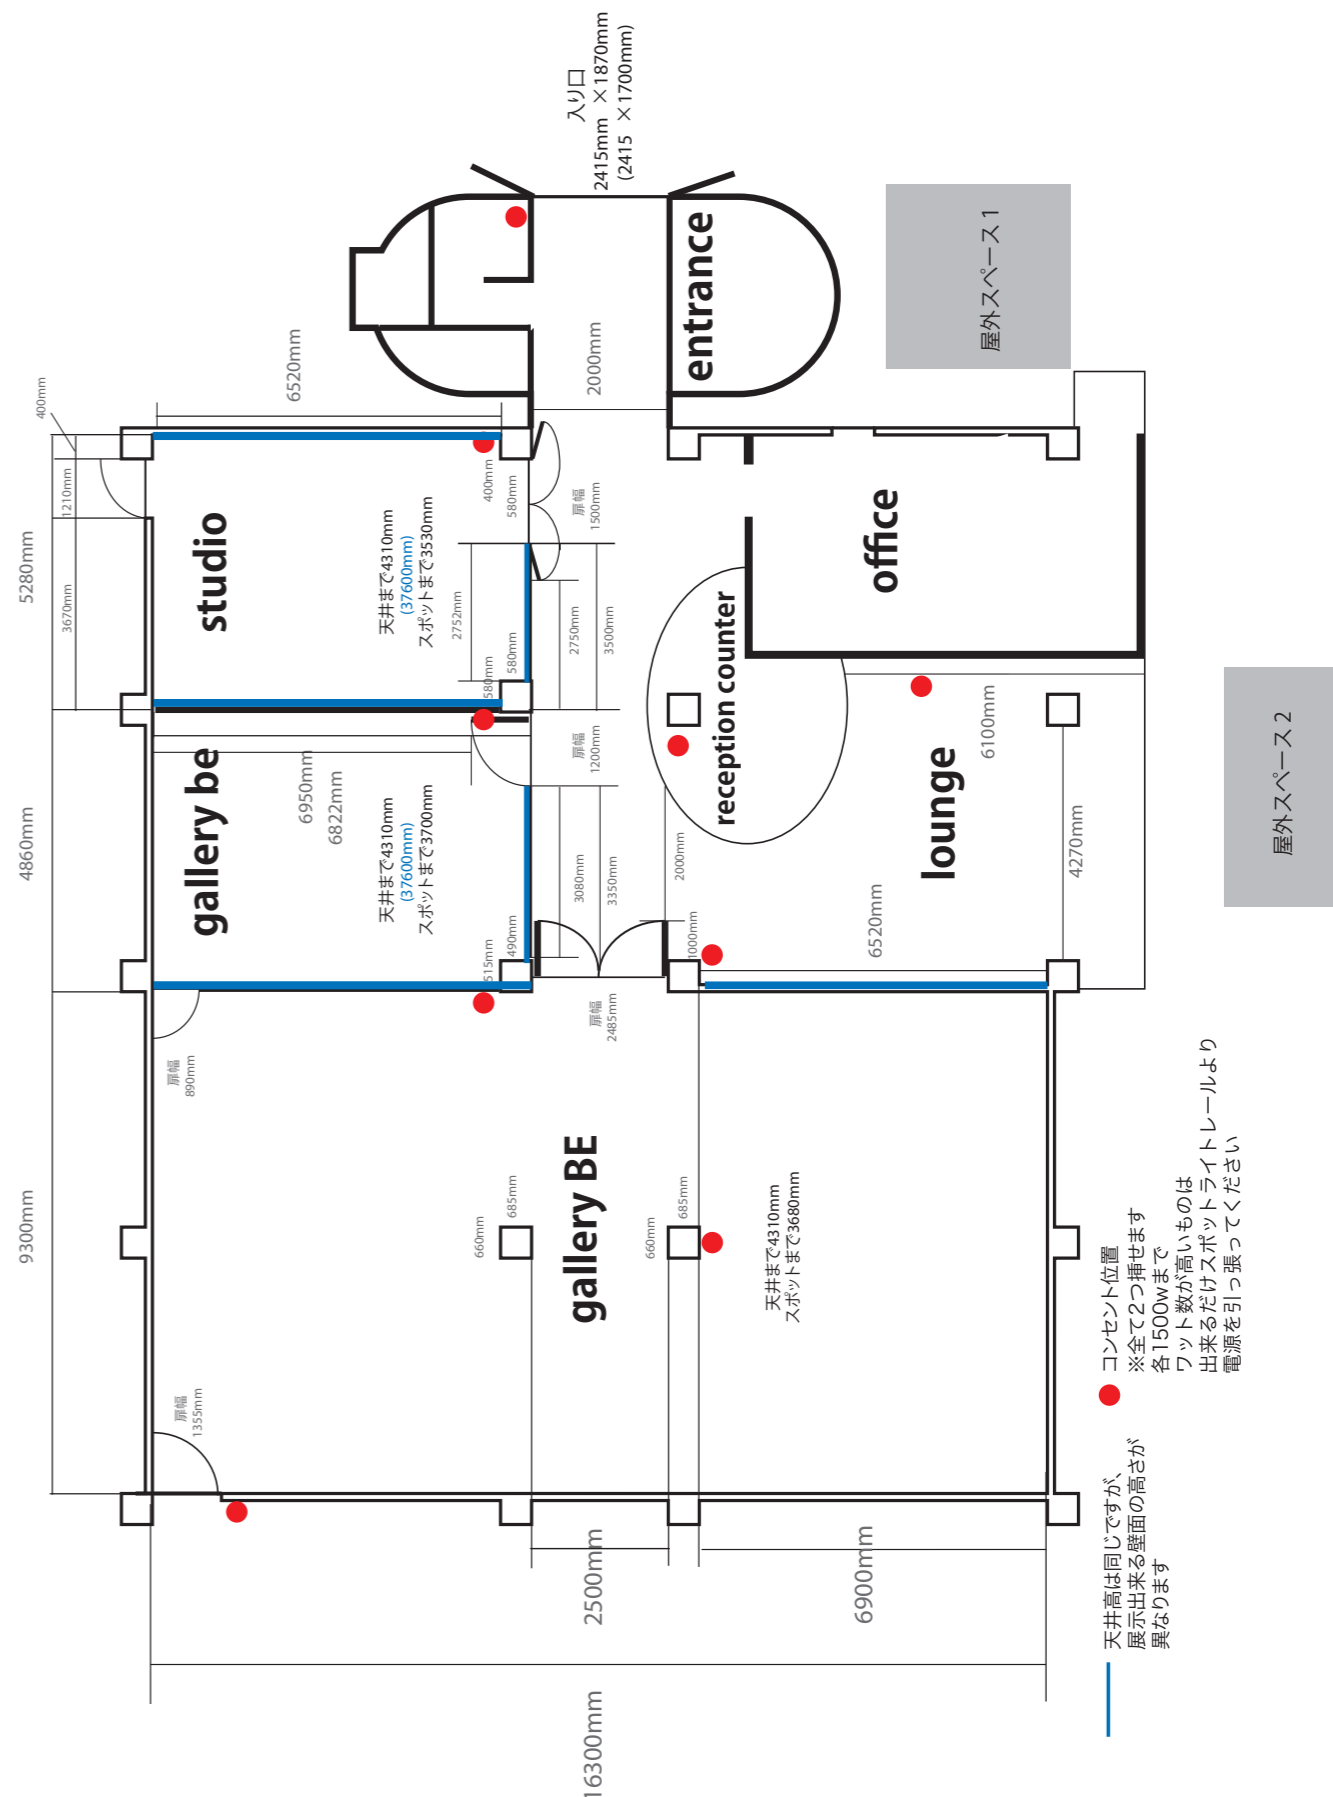 入り口
2415mm ×1870mm
(2415 ×1700mm)
entrance
2000mm
屋外スペース1
6520mm
400mm
1210mm
3670mm
5280mm
studio
天井まで4310mm
(37600mm)
スポットまで3530mm
400mm
580mm
扉幅
1500mm
2752mm
580mm
580mm
2750mm
3500mm
office
reception counter
gallery be
4860mm
6950mm
6822mm
天井まで4310mm
(37600mm)
スポットまで3700mm
扉幅
1200mm
3080mm
3350mm
2000mm
515mm
490mm
1000mm
lounge
6100mm
4270mm
6520mm
屋外スペース2
扉幅
890mm
扉幅
2485mm
9300mm
gallery BE
660mm
685mm
660mm
685mm
天井まで4310mm
スポットまで3680mm
扉幅
1355mm
2500mm
6900mm
16300mm
コンセント位置
※全て2つ挿せます
各1500wまで
ワット数が高いものは
出来るだけスポットライトレールより
電源を引っ張ってください
天井高は同じですが、
展示出来る壁面の高さが
異なります